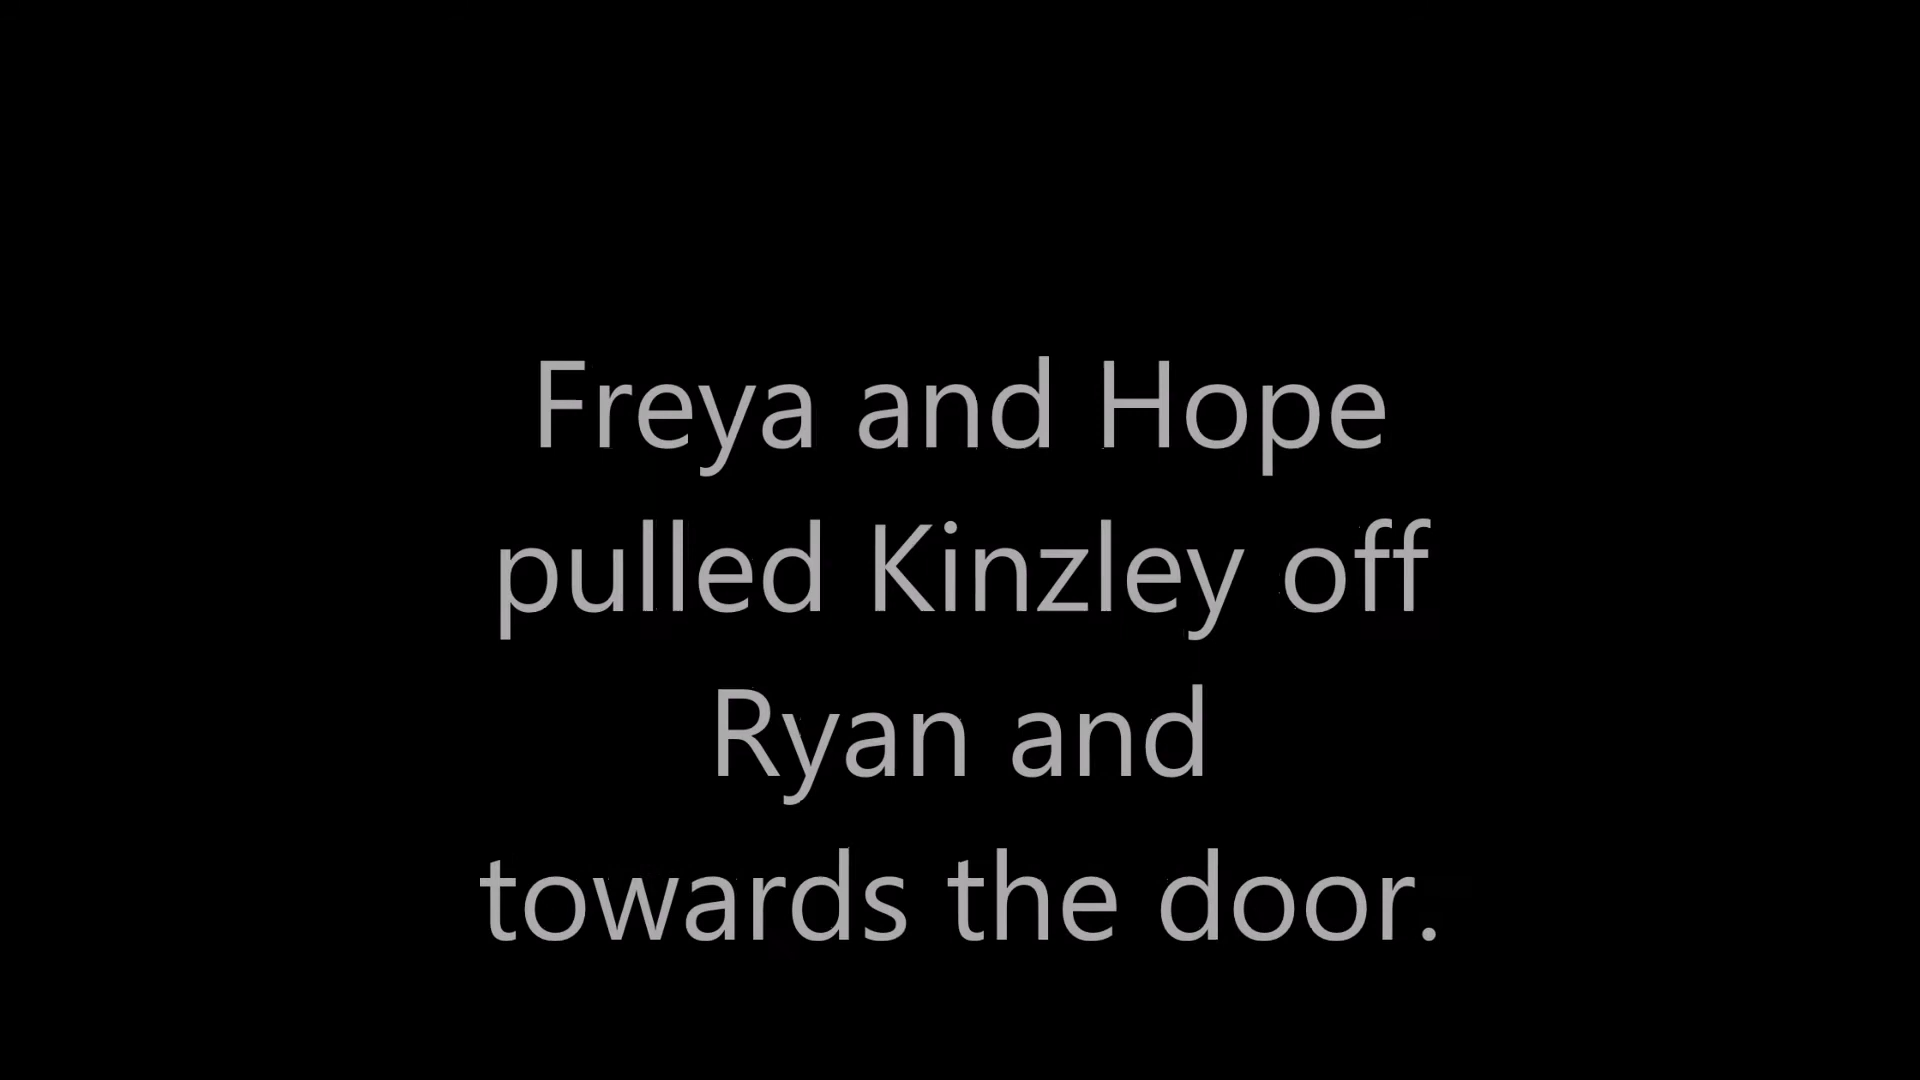 Freya and Hope
pulled Kinzley off
Ryan and
towards the door.